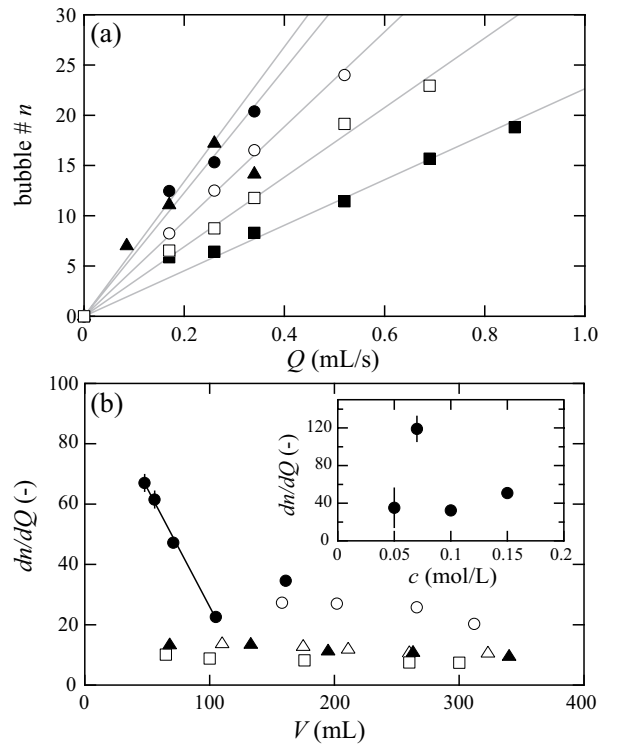 (a)
30
25
20
15
10
5
0
bubble # n
0.0 0.2 0.4 0.6 0.8 1.0
Q (mL/s)
(b)
100
80
60
40
20
0
dn/dQ (-)
0 100 200 300 400
V (mL)
120
80
40
0
dn/dQ (-)
0 0.05 0.1 0.15 0.2
c (mol/L)